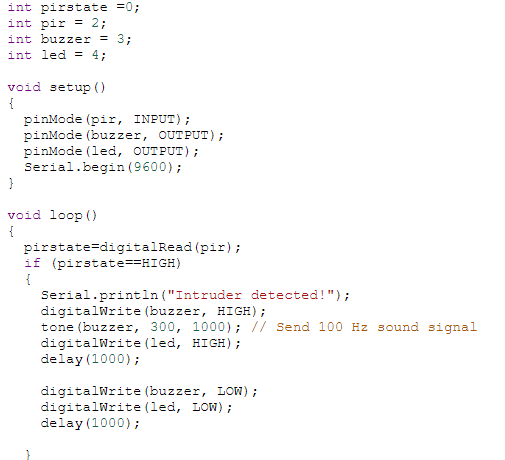 int pirstate =0;
int pir = 2;
int buzzer = 3;
int led = 4;
void setup()
{
pinMode(pir, INPUT);
pinMode(buzzer, OUTPUT);
pinMode(led, OUTPUT);
Serial.begin(9600);
}
void loop()
{
pirstate=digitalRead(pir);
if (pirstate==HIGH)
{
Serial.println("Intruder detected!");
digitalWrite(buzzer, HIGH);
tone(buzzer, 300, 1000); // Send 100 Hz sound signal
digitalWrite(led, HIGH);
delay(1000);
digitalWrite(buzzer, LOW);
digitalWrite(led, LOW);
delay(1000);
}